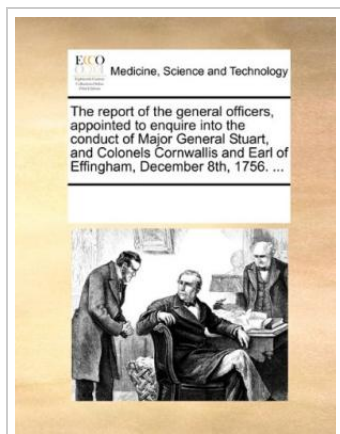 ECCO
Medicine, Science and Technology
The report of the general officers,
appointed to enquire into the
conduct of Major General Stuart,
and Colonels Cornwallis and Earl of
Effingham, December 8th, 1756. ...